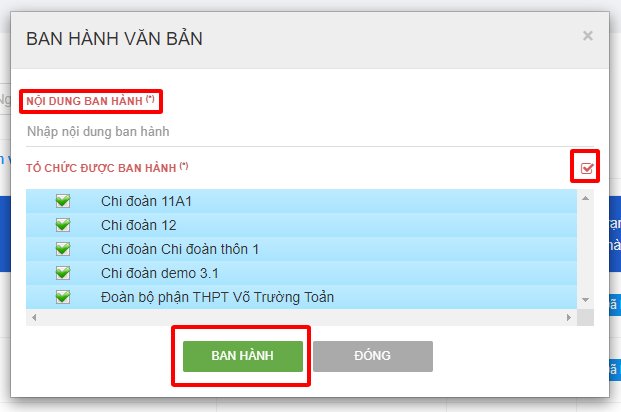 BAN HÀNH VĂN BẢN
×
NỘI DUNG BAN HÀNH (*)
Nhập nội dung ban hành
TỔ CHỨC ĐƯỢC BAN HÀNH (*)
Chi đoàn 11A1
Chi đoàn 12
Chi đoàn Chi đoàn thôn 1
Chi đoàn demo 3.1
Đoàn bộ phận THPT Võ Trường Toản
BAN HÀNH
ĐÓNG